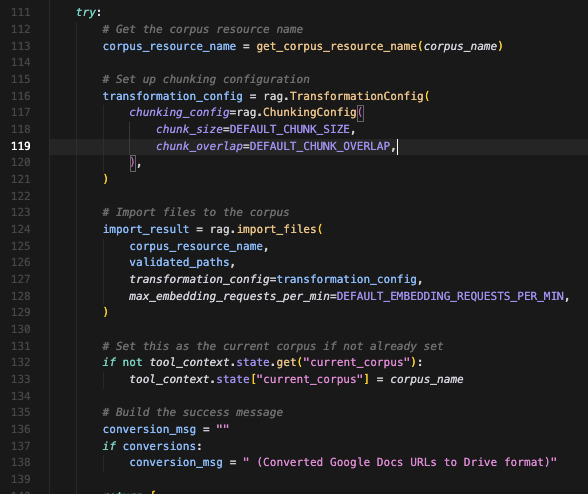 111 try:
112 # Get the corpus resource name
113 corpus_resource_name = get_corpus_resource_name(corpus_name)
114
115 # Set up chunking configuration
116 transformation_config = rag.TransformationConfig(
117 chunking_config=rag.ChunkingConfig(
118 chunk_size=DEFAULT_CHUNK_SIZE,
119 chunk_overlap=DEFAULT_CHUNK_OVERLAP,
120 ),
121 )
122
123 # Import files to the corpus
124 import_result = rag.import_files(
125 corpus_resource_name,
126 validated_paths,
127 transformation_config=transformation_config,
128 max_embedding_requests_per_min=DEFAULT_EMBEDDING_REQUESTS_PER_MIN,
129 )
130
131 # Set this as the current corpus if not already set
132 if not tool_context.state.get("current_corpus"):
133 tool_context.state["current_corpus"] = corpus_name
134
135 # Build the success message
136 conversion_msg = ""
137 if conversions:
138 conversion_msg = " (Converted Google Docs URLs to Drive format)"
139